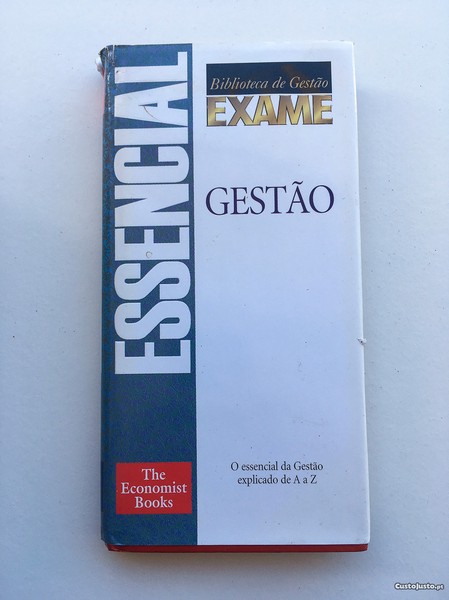 ESSENCIAL
Biblioteca de Gestão
EXAME
GESTÃO
O essencial da Gestão
explicado de A a Z
The
Economist
Books
CustoJusto.pt